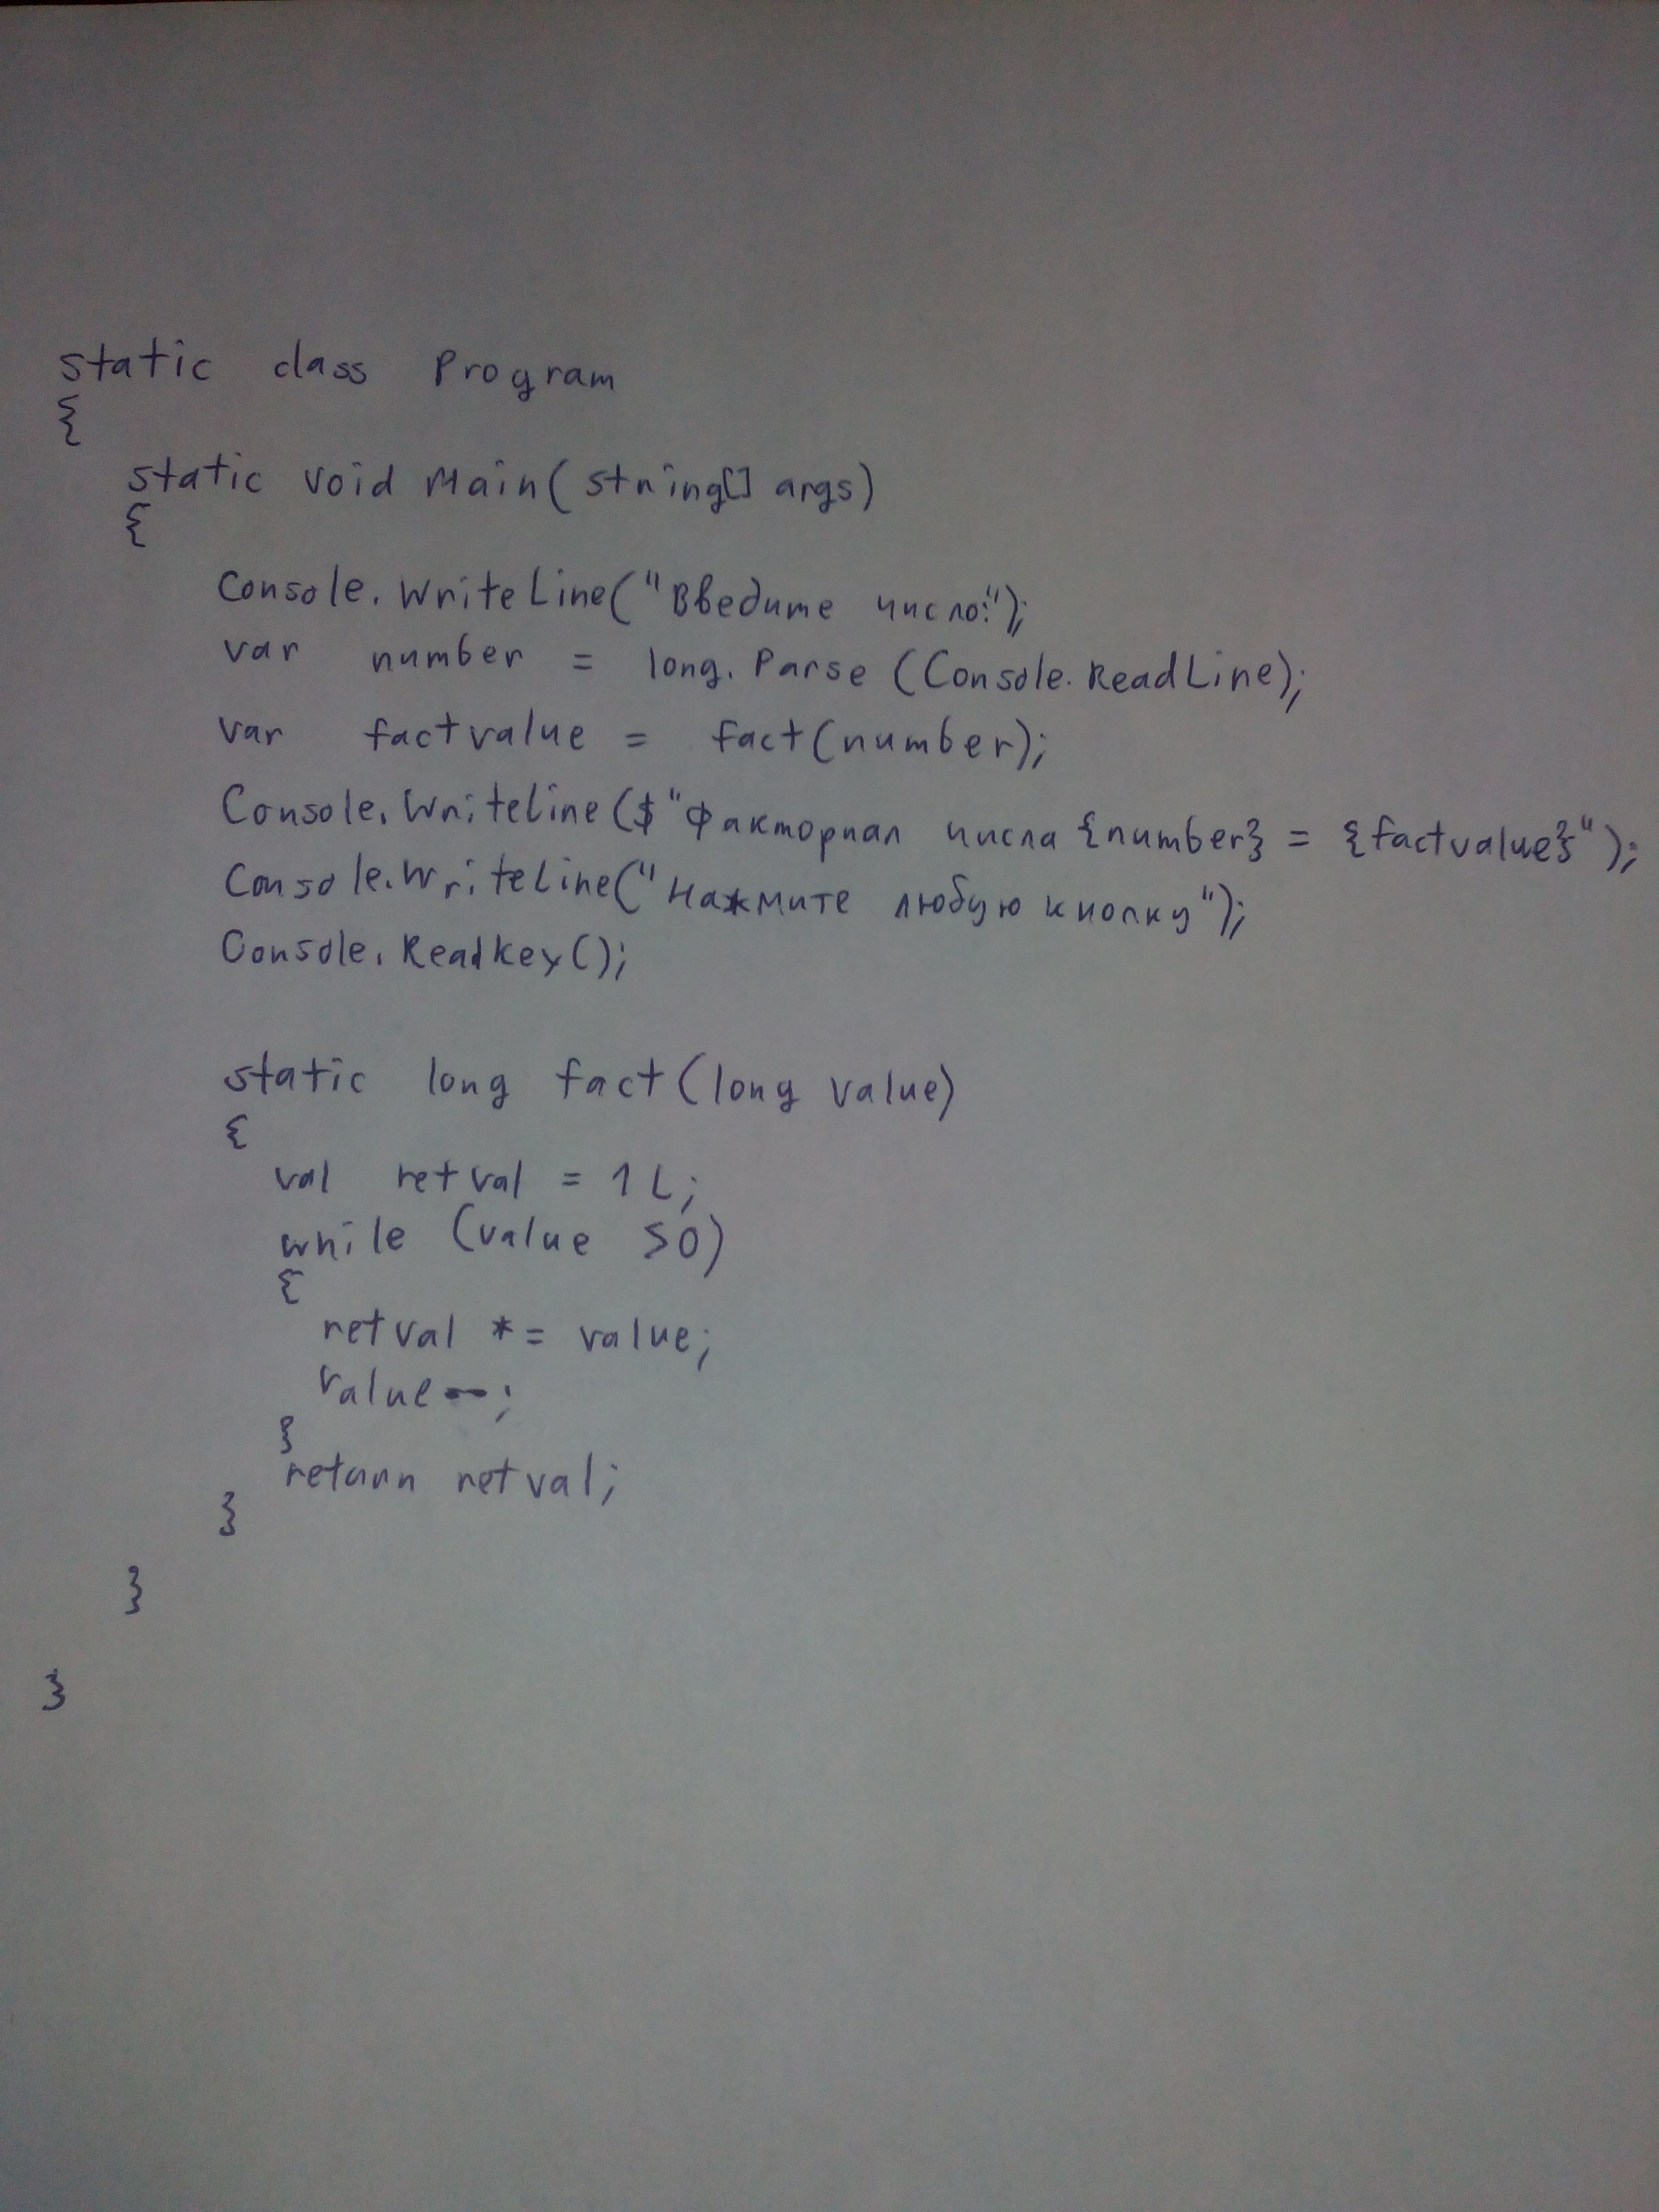 static class Program
{
static void Main(string[] args)
{
Console.WriteLine("Введите число:");
var number = long.Parse (Console.ReadLine);
var factvalue = fact(number);
Console.WriteLine($"Факториал числа {number} = {factvalue}");
Console.WriteLine("Нажмите любую кнопку");
Console.ReadKey();
static long fact(long value)
{
val retval = 1L;
while (value >0)
{
retval *= value;
value--;
}
return retval;
}
}
}